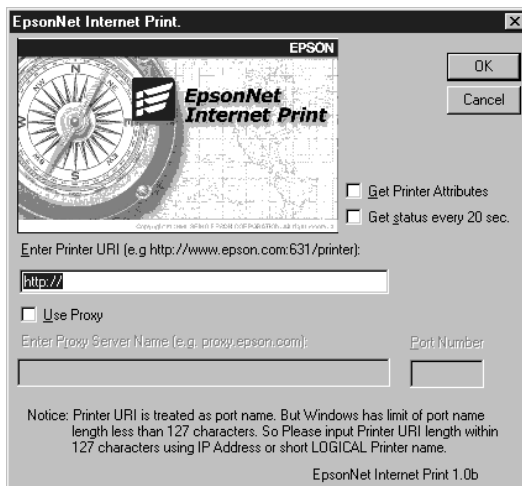 EpsonNet Internet Print.
EPSON
EpsonNet
Internet Print
N
W
S
OK
Cancel
Get Printer Attributes
Get status every 20 sec.
Enter Printer URI (e.g http://www.epson.com:631/printer):
http://
Use Proxy
Enter Proxy Server Name (e.g. proxy.epson.com):
Port Number
Notice: Printer URI is treated as port name. But Windows has limit of port name
length less than 127 characters. So Please input Printer URI length within
127 characters using IP Address or short LOGICAL Printer name.
EpsonNet Internet Print 1.0b